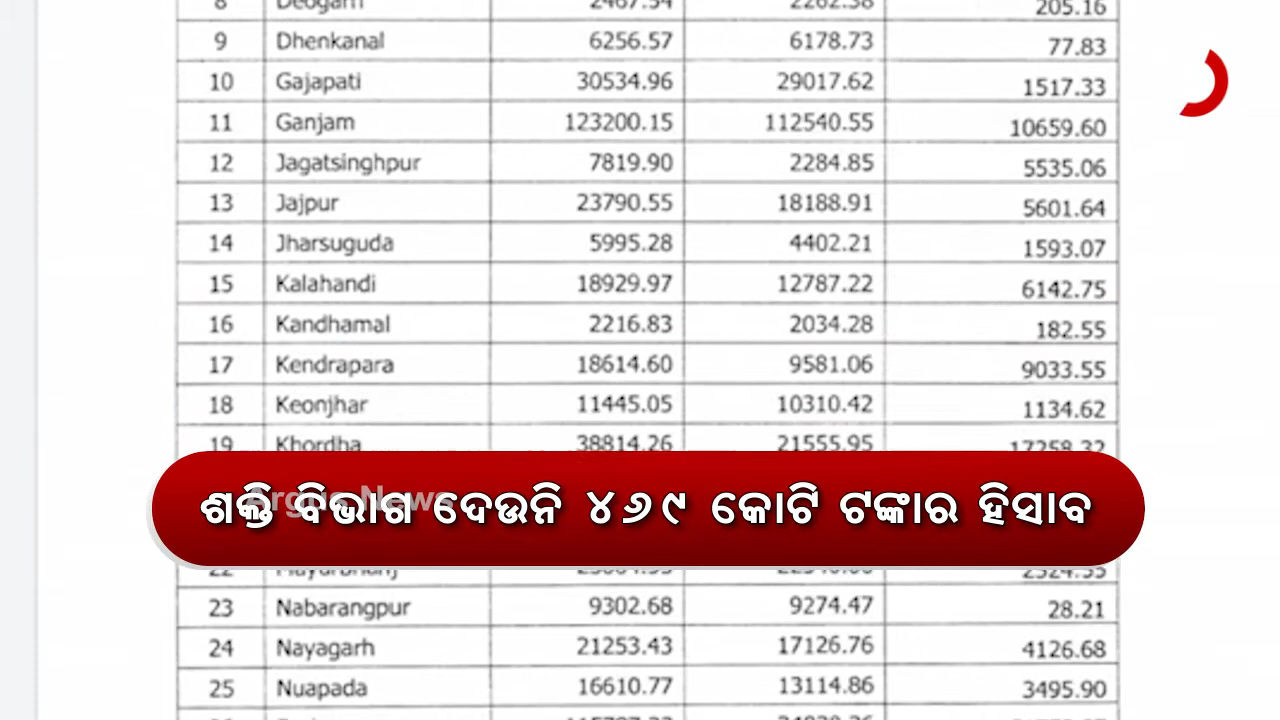 8 Deogarh 2467.54 2262.38 205.16
9 Dhenkanal 6256.57 6178.73 77.83
10 Gajapati 30534.96 29017.62 1517.33
11 Ganjam 123200.15 112540.55 10659.60
12 Jagatsinghpur 7819.90 2284.85 5535.06
13 Jajpur 23790.55 18188.91 5601.64
14 Jharsuguda 5995.28 4402.21 1593.07
15 Kalahandi 18929.97 12787.22 6142.75
16 Kandhamal 2216.83 2034.28 182.55
17 Kendrapara 18614.60 9581.06 9033.55
18 Keonjhar 11445.05 10310.42 1134.62
19 Khordha 38814.26 21555.95 17258.32
Argus News
ଶକ୍ତି ବିଭାଗ ଦେଉନି ୪୬୯ କୋଟି ଟଙ୍କାର ହିସାବ
22 Mayurbhanj
23 Nabarangpur 9302.68 9274.47 28.21
24 Nayagarh 21253.43 17126.76 4126.68
25 Nuapada 16610.77 13114.86 3495.90